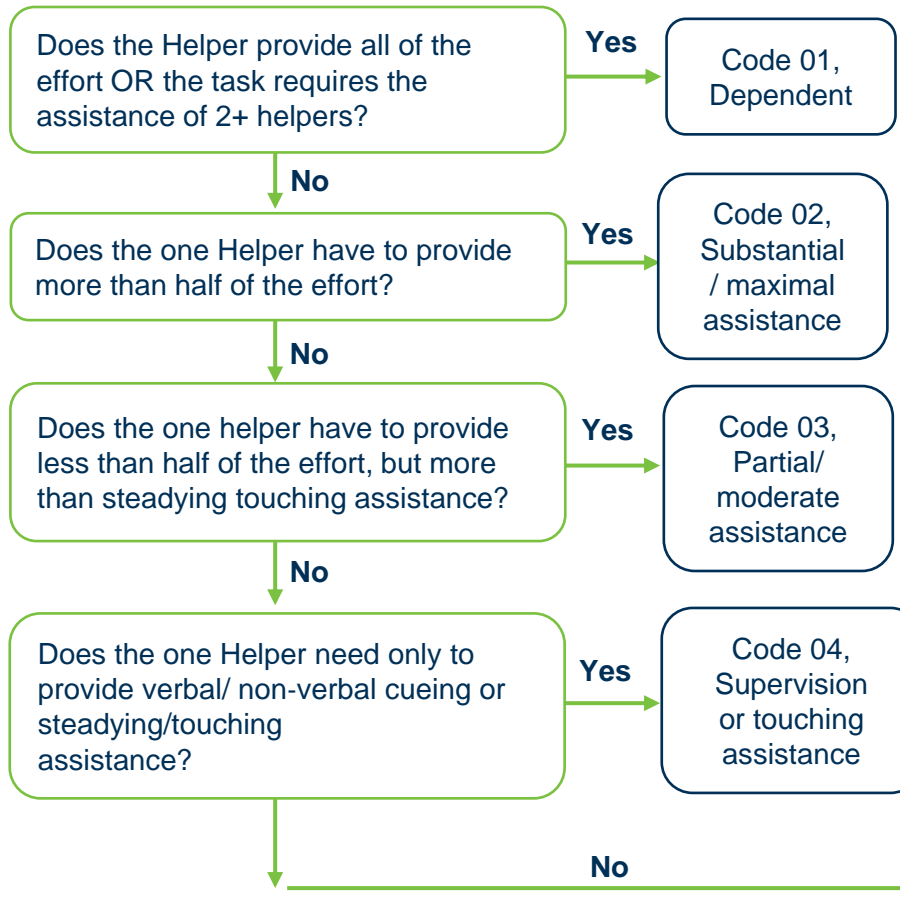 Does the Helper provide all of the
effort OR the task requires the
assistance of 2+ helpers?
Yes
Code 01,
Dependent
No
Does the one Helper have to provide
more than half of the effort?
Yes
Code 02,
Substantial
/ maximal
assistance
No
Does the one helper have to provide
less than half of the effort, but more
than steadying touching assistance?
Yes
Code 03,
Partial/
moderate
assistance
No
Does the one Helper need only to
provide verbal/ non-verbal cueing or
steadying/touching
assistance?
Yes
Code 04,
Supervision
or touching
assistance
No